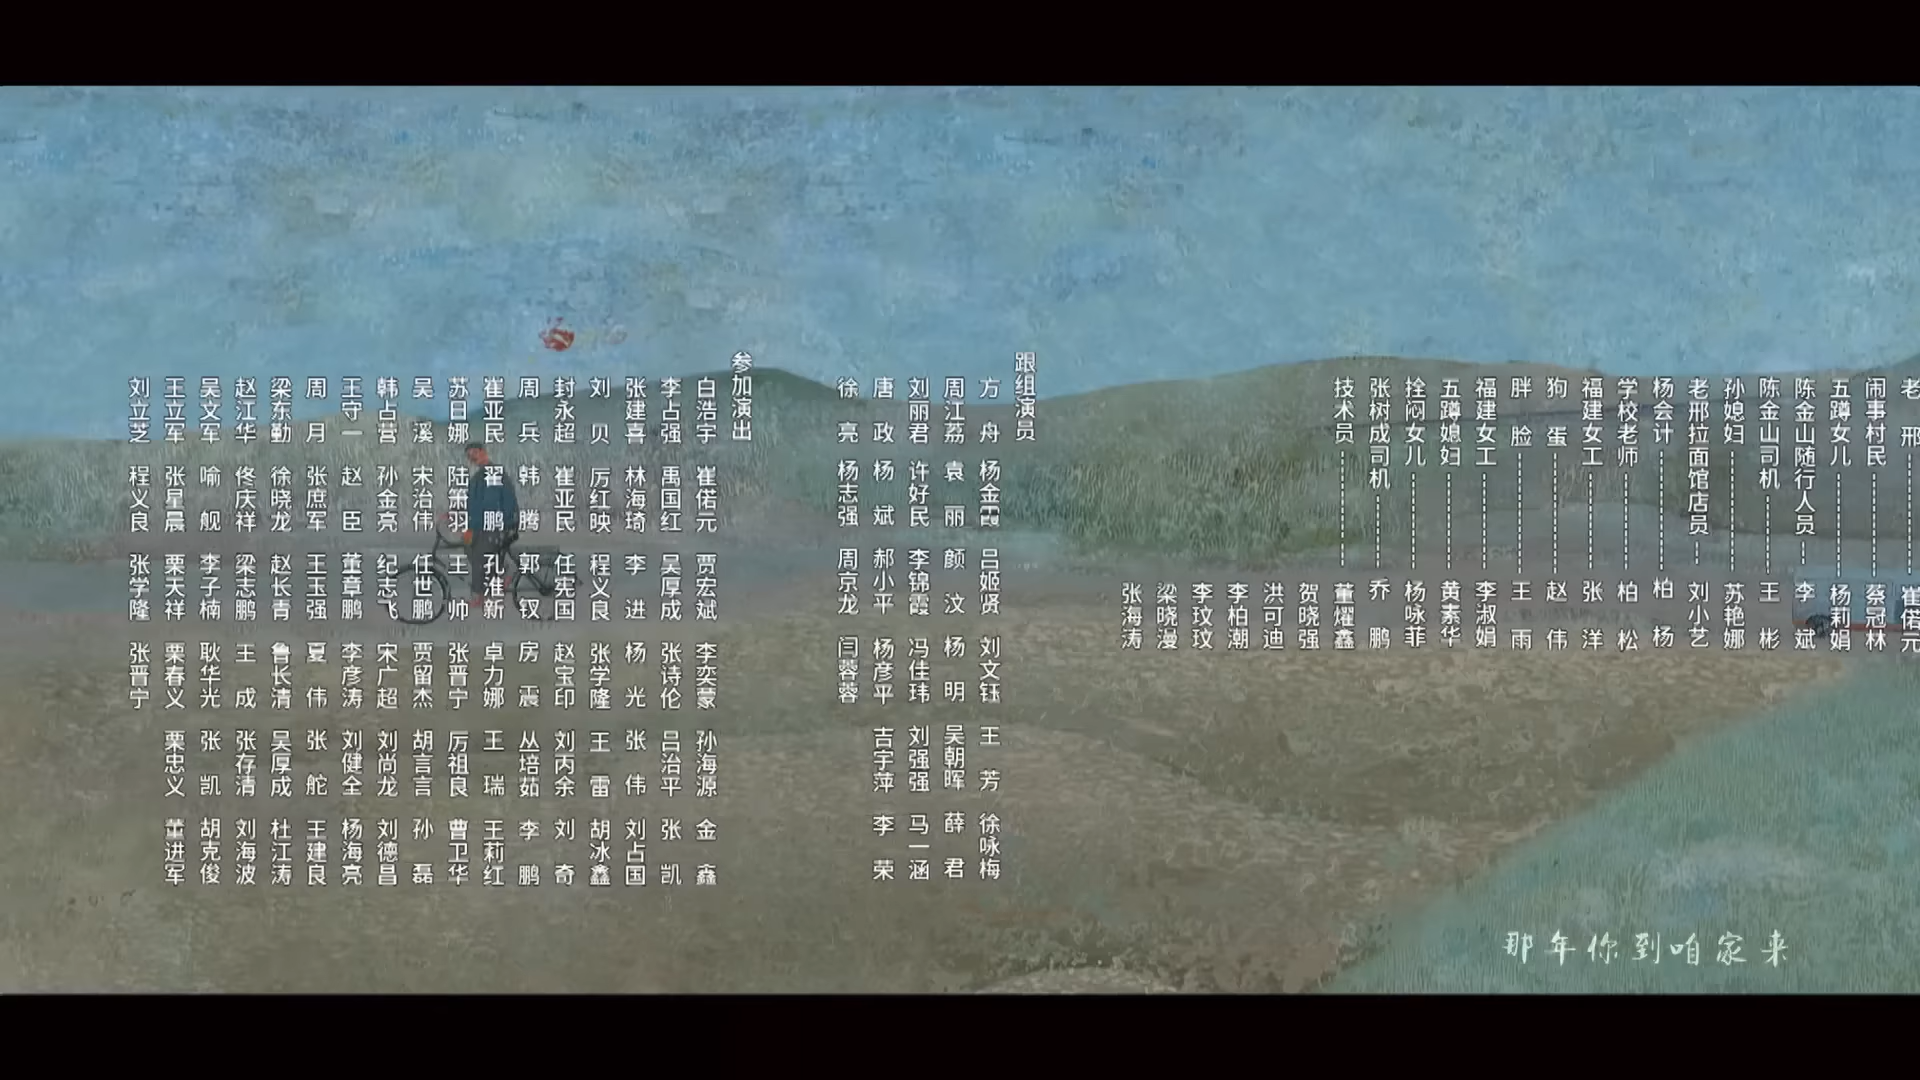 老邢 崔偌元
闹事村民 蔡冠林
五蹲女儿 杨莉娟
陈金山随行人员 李斌
陈金山司机 王彬
孙媳妇 苏艳娜
老邢拉面馆店员 刘小艺
杨会计 柏杨
学校老师 柏松
福建女工 张洋
狗蛋 赵伟
胖脸 王雨
福建女工 李淑娟
五蹲媳妇 黄素华
拴闷女儿 杨咏菲
张树成司机 乔鹏
技术员 董耀鑫
贺晓强
洪可迪
李柏潮
李玟玟
梁晓漫
张海涛
跟组演员
方舟 杨金霞 吕姬贤 刘文钰 王芳 徐咏梅
周江荔 袁丽 颜汶 杨明 吴朝晖 薛君
刘丽君 许好民 李锦霞 冯佳玮 刘强强 马一涵
唐政 杨斌 郝小平 杨彦平 吉宇萍 李荣
徐亮 杨志强 周京龙 闫蓉蓉
参加演出
白浩宇 崔偌元 贾宏斌 李奕蒙 孙海源 金鑫
李占强 禹国红 吴厚成 张诗伦 吕治平 张凯
张建喜 林海琦 李进 杨光 张伟 刘占国
刘贝 厉红映 程义良 张学隆 王雷 胡冰鑫
封永超 崔亚民 任宪国 赵宝印 刘丙余 刘奇
周兵 韩腾 郭钗 房震 丛培茹 李鹏
崔亚民 翟鹏 孔淮新 卓力娜 王瑞 王莉红
苏日娜 陆箫羽 王帅 张晋宁 厉祖良 曹卫华
吴溪 宋治伟 任世鹏 贾留杰 胡言言 孙磊
韩占营 孙金亮 纪志飞 宋广超 刘尚龙 刘德昌
王守一 赵臣 董章鹏 李彦涛 刘健全 杨海亮
周月 张庶军 王玉强 夏伟 张舵 王建良
梁东勤 徐晓龙 赵长青 鲁长清 吴厚成 杜江涛
赵江华 佟庆祥 梁志鹏 王成 张存清 刘海波
吴文军 喻舰 李子楠 耿华光 张凯 胡克俊
王立军 张星晨 栗天祥 栗春义 栗忠义 董进军
刘立芝 程义良 张学隆 张晋宁
那年你到咱家来